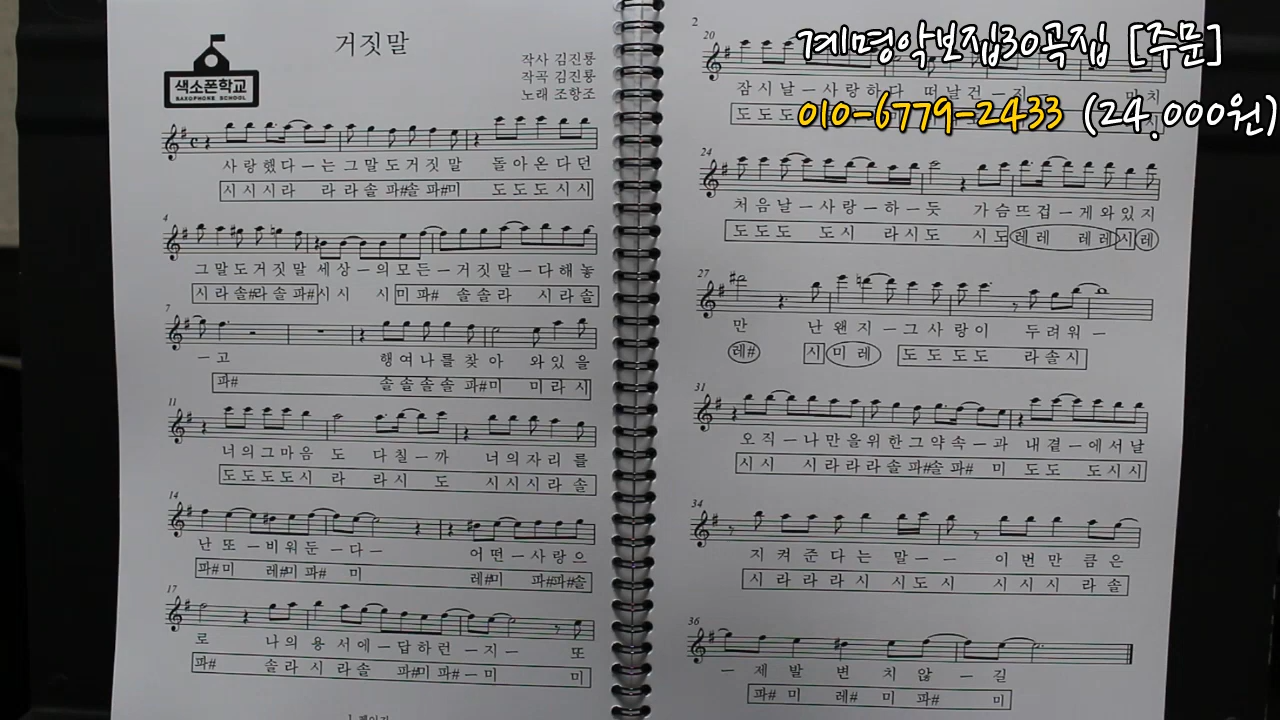 계명악보집30곡집 [주문]
010-6779-2433 (24.000원)
거짓말
색소폰학교
SAXOPHONE SCHOOL
작사 김진룡
작곡 김진룡
노래 조항조
사랑했다-는그말도거짓말 돌아온다던
시시시라 라라솔파#솔파#미 도도도시시
4
그말도거짓말세상-의모든-거짓말-다해놓
시라솔#라솔파#시시 시미파# 솔솔라 시라솔
7
-고 행여나를찾아 와있을
파# 솔솔솔솔파#미 미라시
11
너의그마음 도 다칠-까 너의자리를
도도도도시 라 라시 도 시시시라솔
14
난또-비워둔-다- 어떤-사랑으
파#미 레#미파# 미 레#미 파#파#솔
17
로 나의용서에-답하런-지- 또
파# 솔라시라솔 파#미파#-미 미
1 페이지
2
20
잠시날-사랑하다 떠날건-지- 마치
도도도
24
처음날-사랑-하-듯 가슴뜨겁-게와있지
도도도 도시 라시도 시도레레 레레시레
27
만 난왠지-그사랑이 두려워-
레# 시미레 도도도도 라솔시
31
오직-나만을위한그약속-과 내곁-에서날
시시 시라라라솔파#솔파# 미 도도 도시시
34
지켜준다는말-- 이번만큼은
시라라라시 시도시 시시시 라솔
36
-제발변치않-길
파# 미 레# 미 파# 미